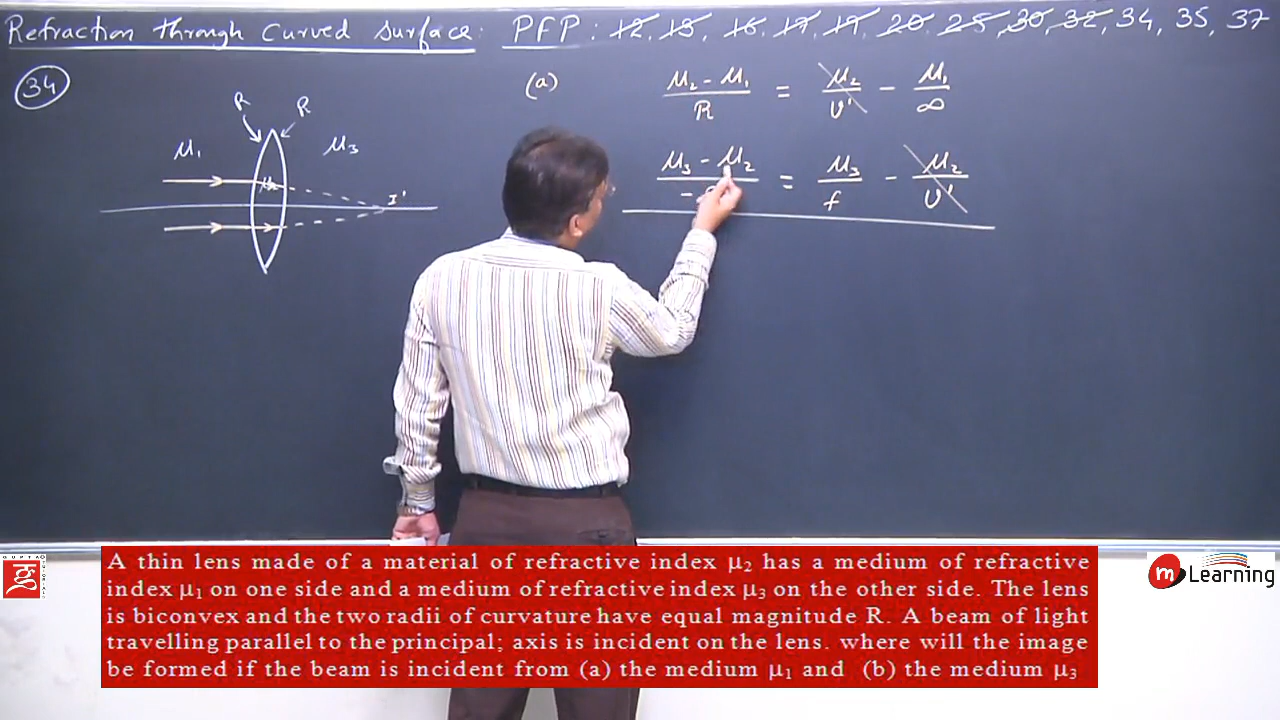 Refraction through Curved surface: PFP: 12, 15, 16, 17, 19, 20, 25, 30, 32, 34, 35, 37
34
R R
μ₁ μ₃
μ₂
I'
(a) (μ₂ - μ₁)/R = μ₂/v' - μ₁/∞
(μ₃ - μ₂)/- = μ₃/f - μ₂/v'
A thin lens made of a material of refractive index μ₂ has a medium of refractive
index μ₁ on one side and a medium of refractive index μ₃ on the other side. The lens
is biconvex and the two radii of curvature have equal magnitude R. A beam of light
travelling parallel to the principal; axis is incident on the lens. where will the image
be formed if the beam is incident from (a) the medium μ₁ and (b) the medium μ₃
GUPTA
m Learning